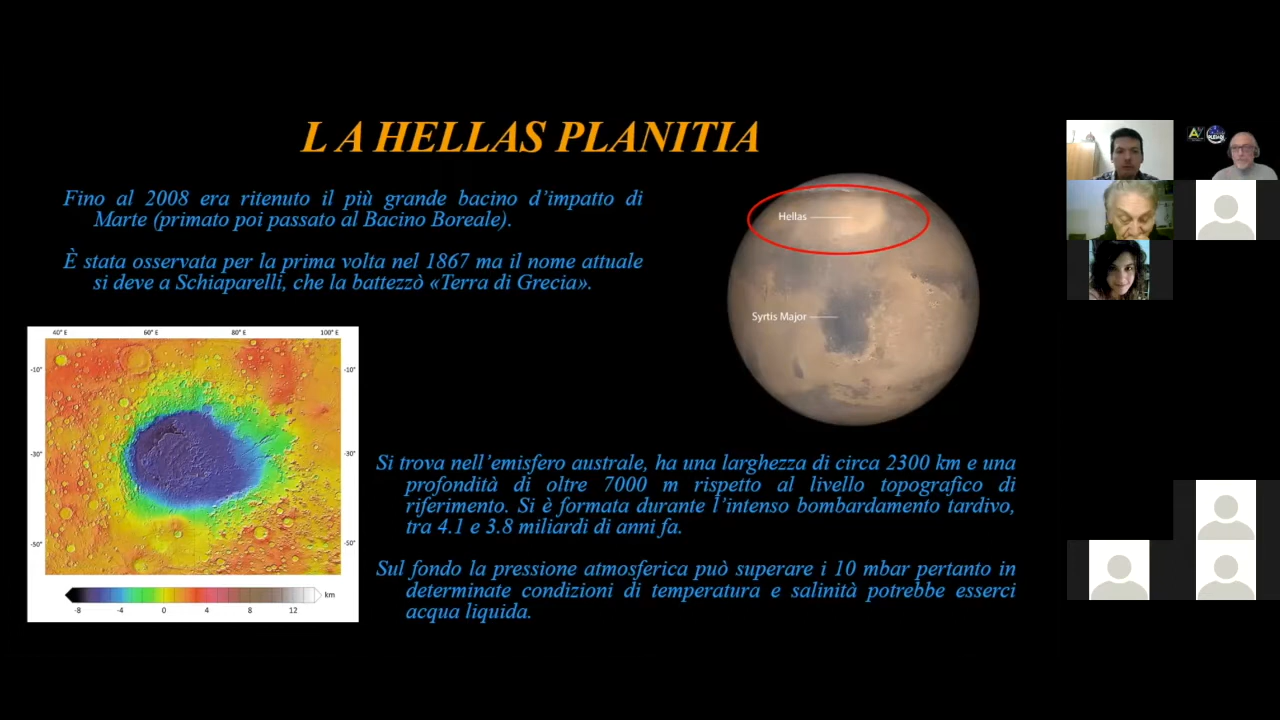 L A HELLAS PLANITIA
Fino al 2008 era ritenuto il più grande bacino d'impatto di
Marte (primato poi passato al Bacino Boreale).
È stata osservata per la prima volta nel 1867 ma il nome attuale
si deve a Schiaparelli, che la battezzò «Terra di Grecia».
Hellas
Syrtis Major
40° E 60° E 80° E 100° E
-10° -10°
-30° -30°
-50° -50°
km
-8 -4 0 4 8 12
Si trova nell'emisfero australe, ha una larghezza di circa 2300 km e una
profondità di oltre 7000 m rispetto al livello topografico di
riferimento. Si è formata durante l'intenso bombardamento tardivo,
tra 4.1 e 3.8 miliardi di anni fa.
Sul fondo la pressione atmosferica può superare i 10 mbar pertanto in
determinate condizioni di temperatura e salinità potrebbe esserci
acqua liquida.